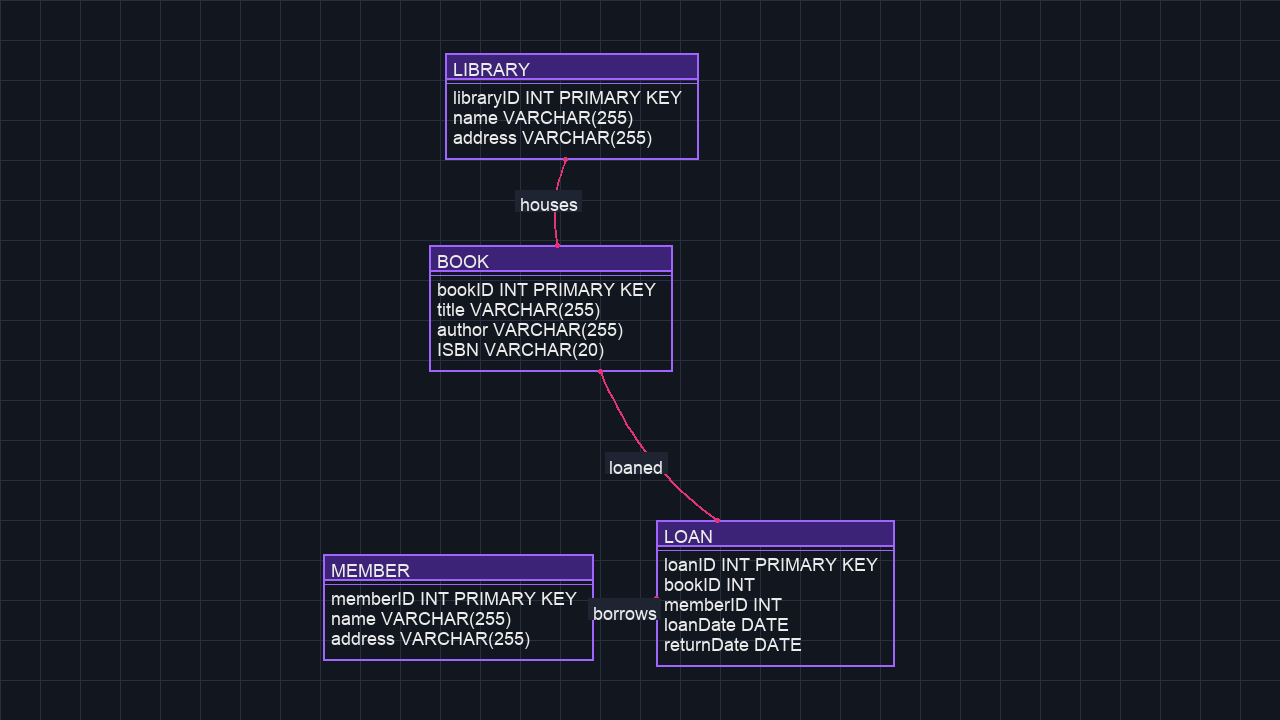 LIBRARY
libraryID INT PRIMARY KEY
name VARCHAR(255)
address VARCHAR(255)
houses
BOOK
bookID INT PRIMARY KEY
title VARCHAR(255)
author VARCHAR(255)
ISBN VARCHAR(20)
loaned
MEMBER
memberID INT PRIMARY KEY
name VARCHAR(255)
address VARCHAR(255)
borrows
LOAN
loanID INT PRIMARY KEY
bookID INT
memberID INT
loanDate DATE
returnDate DATE